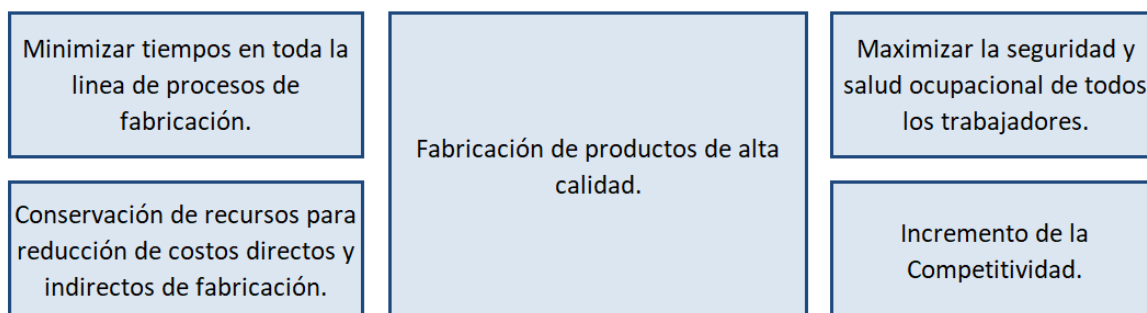 Minimizar tiempos en toda la
linea de procesos de
fabricación.
Conservación de recursos para
reducción de costos directos y
indirectos de fabricación.
Fabricación de productos de alta
calidad.
Maximizar la seguridad y
salud ocupacional de todos
los trabajadores.
Incremento de la
Competitividad.